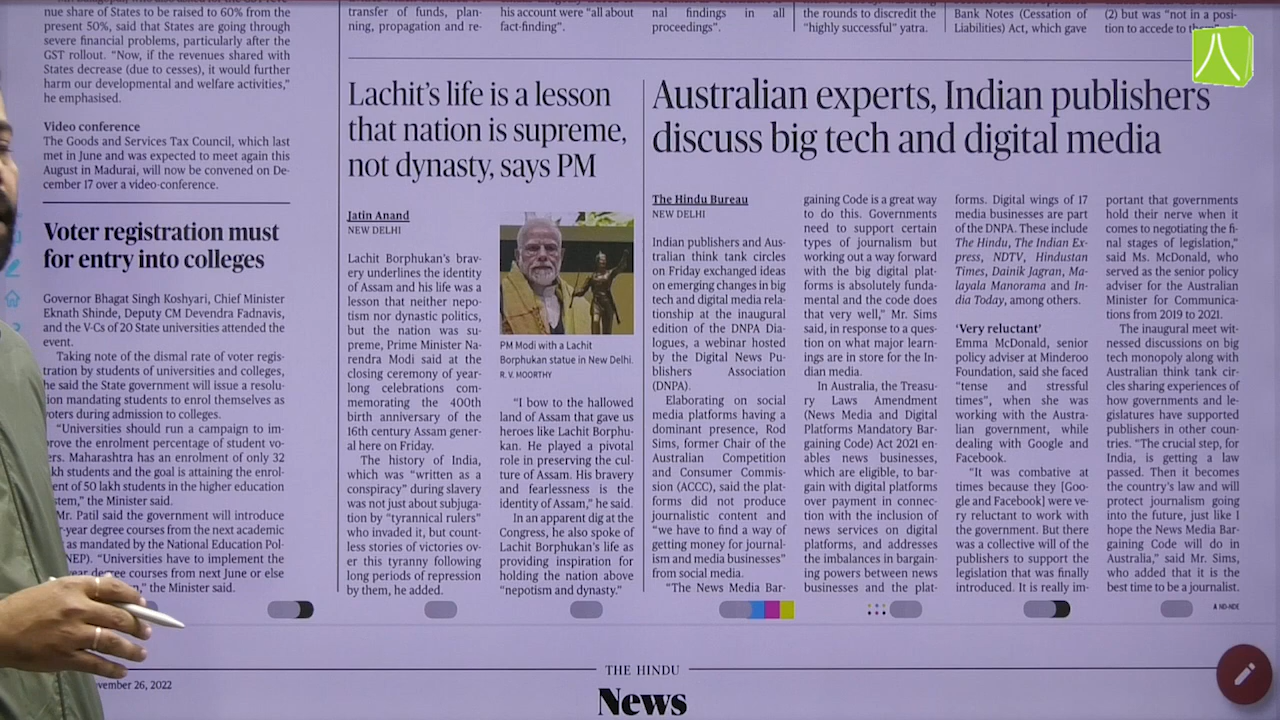 nue share of States to be raised to 60% from the
present 50%, said that States are going through
severe financial problems, particularly after the
GST rollout. “Now, if the revenues shared with
States decrease (due to cesses), it would further
harm our developmental and welfare activities,”
he emphasised.
Video conference
The Goods and Services Tax Council, which last
met in June and was expected to meet again this
August in Madurai, will now be convened on De-
cember 17 over a video-conference.
Voter registration must
for entry into colleges
Governor Bhagat Singh Koshyari, Chief Minister
Eknath Shinde, Deputy CM Devendra Fadnavis,
and the V-Cs of 20 State universities attended the
event.
Taking note of the dismal rate of voter regis-
tration by students of universities and colleges,
he said the State government will issue a resolu-
tion mandating students to enrol themselves as
voters during admission to colleges.
“Universities should run a campaign to im-
prove the enrolment percentage of student vo-
ers. Maharashtra has an enrolment of only 32
kh students and the goal is attaining the enrol-
ent of 50 lakh students in the higher education
stem,” the Minister said.
Mr. Patil said the government will introduce
-year degree courses from the next academic
as mandated by the National Education Pol-
NEP). “Universities have to implement the
year degree courses from next June or else
,” the Minister said.
transfer of funds, plan-
ning, propagation and re-
his account were “all about
fact-finding”.
nal findings in all
proceedings”.
the rounds to discredit the
“highly successful” yatra.
Bank Notes (Cessation of
Liabilities) Act, which gave
(2) but was “not in a posi-
tion to accede to
Lachit’s life is a lesson
that nation is supreme,
not dynasty, says PM
Jatin Anand
NEW DELHI
Lachit Borphukan’s brav-
ery underlines the identity
of Assam and his life was a
lesson that neither nepo-
tism nor dynastic politics,
but the nation was su-
preme, Prime Minister Na-
rendra Modi said at the
closing ceremony of year-
long celebrations com-
memorating the 400th
birth anniversary of the
16th century Assam gener-
al here on Friday.
The history of India,
which was “written as a
conspiracy” during slavery
was not just about subjuga-
tion by “tyrannical rulers”
who invaded it, but count-
less stories of victories ov-
er this tyranny following
long periods of repression
by them, he added.
PM Modi with a Lachit
Borphukan statue in New Delhi.
R. V. MOORTHY
“I bow to the hallowed
land of Assam that gave us
heroes like Lachit Borphu-
kan. He played a pivotal
role in preserving the cul-
ture of Assam. His bravery
and fearlessness is the
identity of Assam,” he said.
In an apparent dig at the
Congress, he also spoke of
Lachit Borphukan’s life as
providing inspiration for
holding the nation above
“nepotism and dynasty.”
Australian experts, Indian publishers
discuss big tech and digital media
The Hindu Bureau
NEW DELHI
Indian publishers and Aus-
tralian think tank circles
on Friday exchanged ideas
on emerging changes in big
tech and digital media rela-
tionship at the inaugural
edition of the DNPA Dia-
logues, a webinar hosted
by the Digital News Pu-
blishers Association
(DNPA).
Elaborating on social
media platforms having a
dominant presence, Rod
Sims, former Chair of the
Australian Competition
and Consumer Commis-
sion (ACCC), said the plat-
forms did not produce
journalistic content and
“we have to find a way of
getting money for journal-
ism and media businesses”
from social media.
“The News Media Bar-
gaining Code is a great way
to do this. Governments
need to support certain
types of journalism but
working out a way forward
with the big digital plat-
forms is absolutely funda-
mental and the code does
that very well,” Mr. Sims
said, in response to a ques-
tion on what major learn-
ings are in store for the In-
dian media.
In Australia, the Treasu-
ry Laws Amendment
(News Media and Digital
Platforms Mandatory Bar-
gaining Code) Act 2021 en-
ables news businesses,
which are eligible, to bar-
gain with digital platforms
over payment in connec-
tion with the inclusion of
news services on digital
platforms, and addresses
the imbalances in bargain-
ing powers between news
businesses and the plat-
forms. Digital wings of 17
media businesses are part
of the DNPA. These include
The Hindu, The Indian Ex-
press, NDTV, Hindustan
Times, Dainik Jagran, Ma-
layala Manorama and In-
dia Today, among others.
‘Very reluctant’
Emma McDonald, senior
policy adviser at Minderoo
Foundation, said she faced
“tense and stressful
times”, when she was
working with the Austra-
lian government, while
dealing with Google and
Facebook.
“It was combative at
times because they [Goo-
gle and Facebook] were ve-
ry reluctant to work with
the government. But there
was a collective will of the
publishers to support the
legislation that was finally
introduced. It is really im-
portant that governments
hold their nerve when it
comes to negotiating the fi-
nal stages of legislation,”
said Ms. McDonald, who
served as the senior policy
adviser for the Australian
Minister for Communica-
tions from 2019 to 2021.
The inaugural meet wit-
nessed discussions on big
tech monopoly along with
Australian think tank cir-
cles sharing experiences of
how governments and le-
gislatures have supported
publishers in other coun-
tries. “The crucial step, for
India, is getting a law
passed. Then it becomes
the country’s law and will
protect journalism going
into the future, just like I
hope the News Media Bar-
gaining Code will do in
Australia,” said Mr. Sims,
who added that it is the
best time to be a journalist.
A ND-NDE
THE HINDU
vember 26, 2022
News